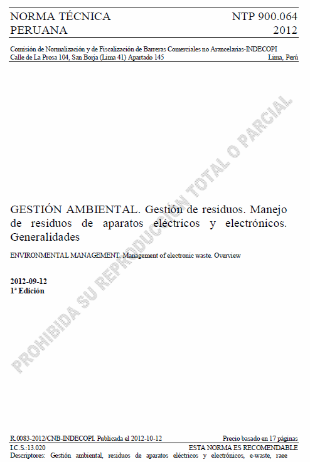 NORMA TÉCNICA NTP 900.064
PERUANA 2012
Comisión de Normalización y de Fiscalización de Barreras Comerciales no Arancelarias-INDECOPI
Calle de La Prosa 104, San Borja (Lima 41) Apartado 145 Lima, Perú
PROHIBIDA SU REPRODUCCIÓN TOTAL O PARCIAL
GESTIÓN AMBIENTAL. Gestión de residuos. Manejo
de residuos de aparatos eléctricos y electrónicos.
Generalidades
ENVIRONMENTAL MANAGEMENT. Management of electronic waste. Overview
2012-09-12
1ª Edición
R.0083-2012/CNB-INDECOPI. Publicada el 2012-10-12 Precio basado en 17 páginas
I.C.S.:13.020 ESTA NORMA ES RECOMENDABLE
Descriptores: Gestión ambiental, residuos de aparatos eléctricos y electrónicos, e-waste, raee